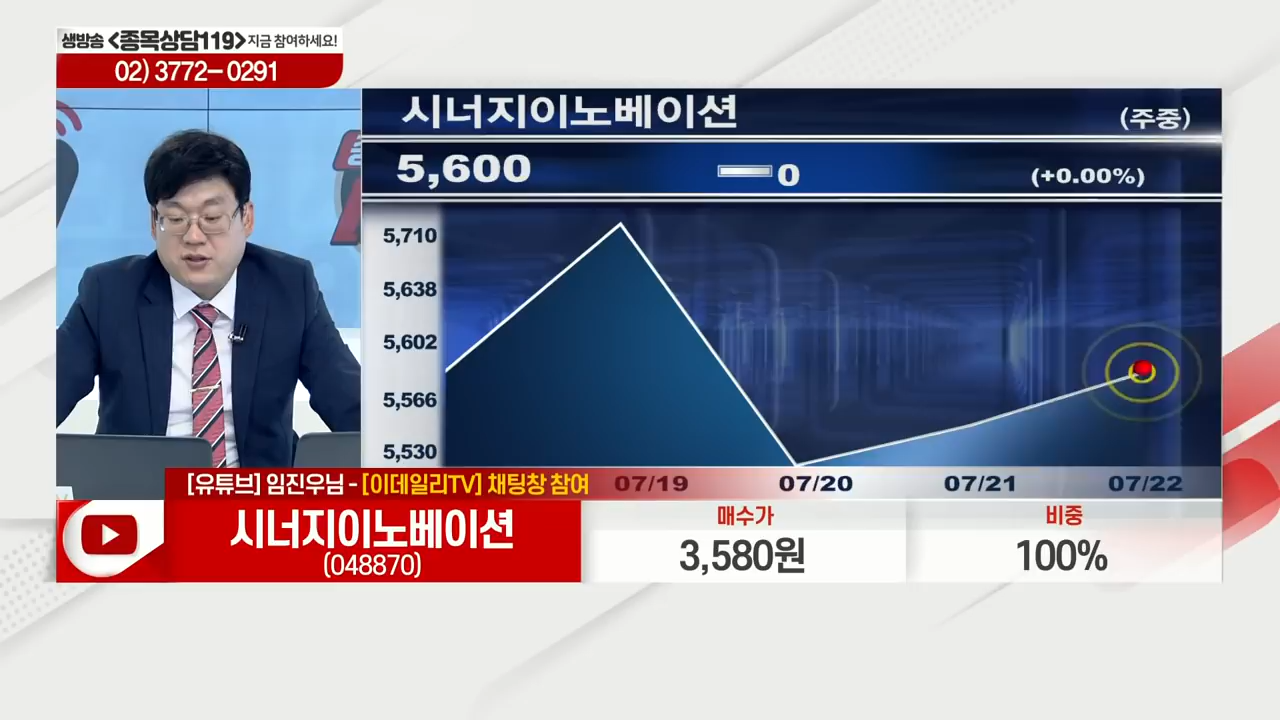 생방송 <종목상담119> 지금 참여하세요!
02) 3772-0291
시너지이노베이션 (주중)
5,600 0 (+0.00%)
5,710
5,638
5,602
5,566
5,530
07/19 07/20 07/21 07/22
[유튜브] 임진우님 - [이데일리TV] 채팅창 참여
시너지이노베이션
(048870)
매수가
3,580원
비중
100%